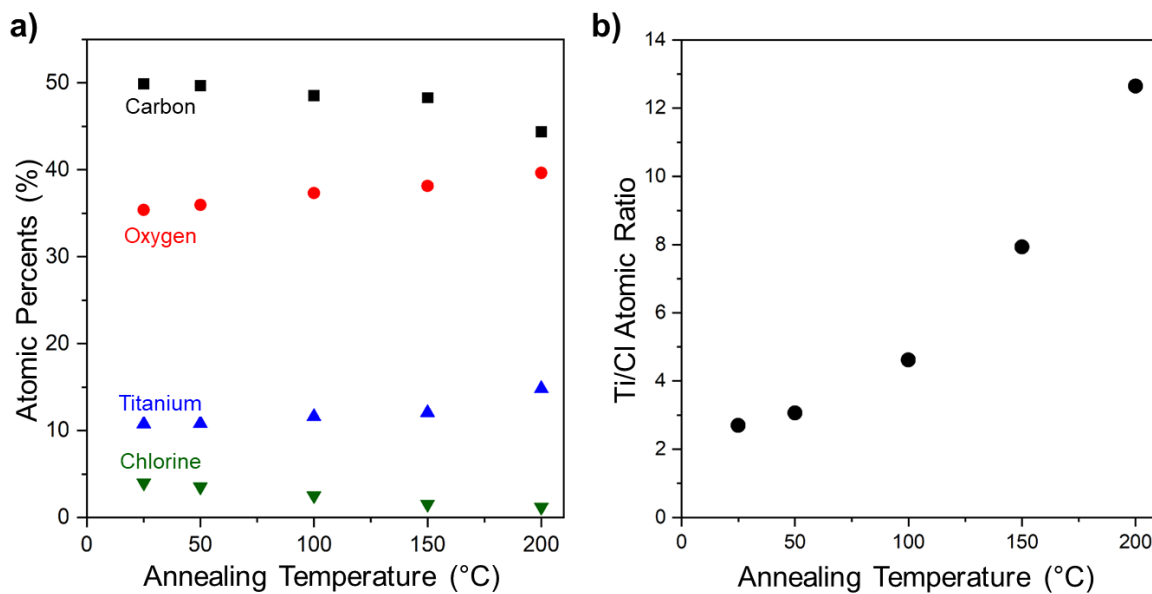 a)
Atomic Percents (%)
50
40
30
20
10
0
Carbon
Oxygen
Titanium
Chlorine
0 50 100 150 200
Annealing Temperature (°C)
b)
Ti/Cl Atomic Ratio
14
12
10
8
6
4
2
0
0 50 100 150 200
Annealing Temperature (°C)